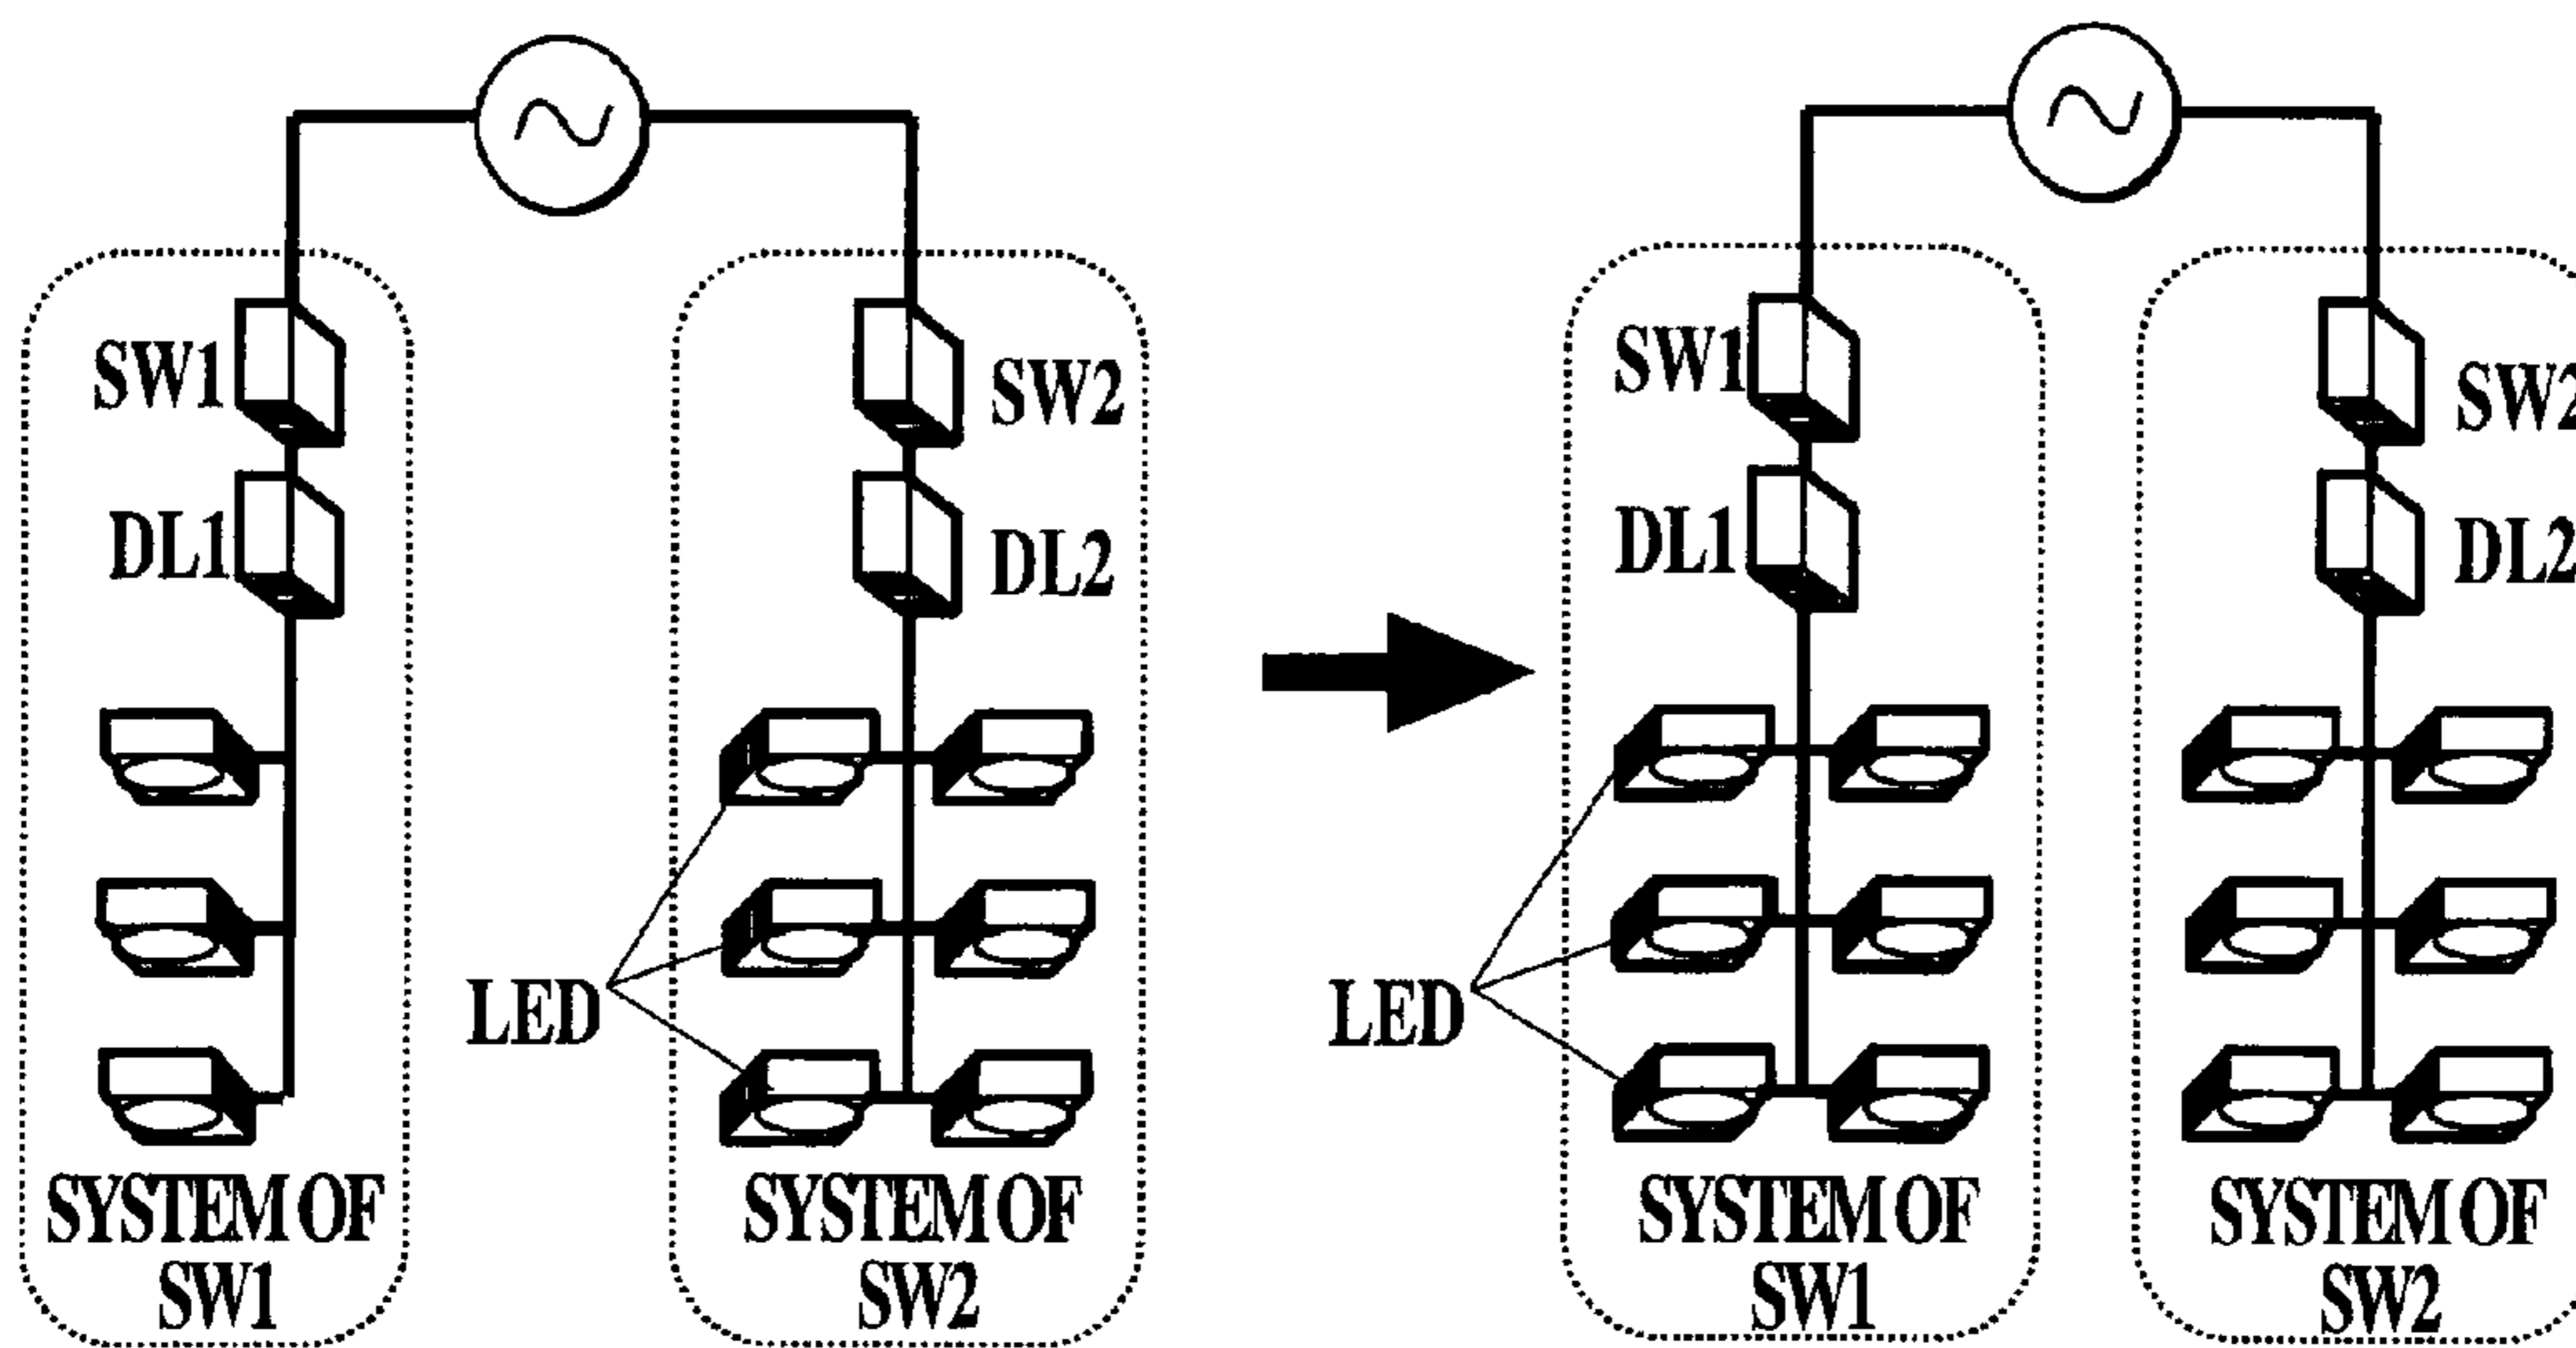 SW1
DL1
SW2
DL2
LED
SYSTEM OF
SW1
SYSTEM OF
SW2
SW1
DL1
SW2
DL2
LED
SYSTEM OF
SW1
SYSTEM OF
SW2